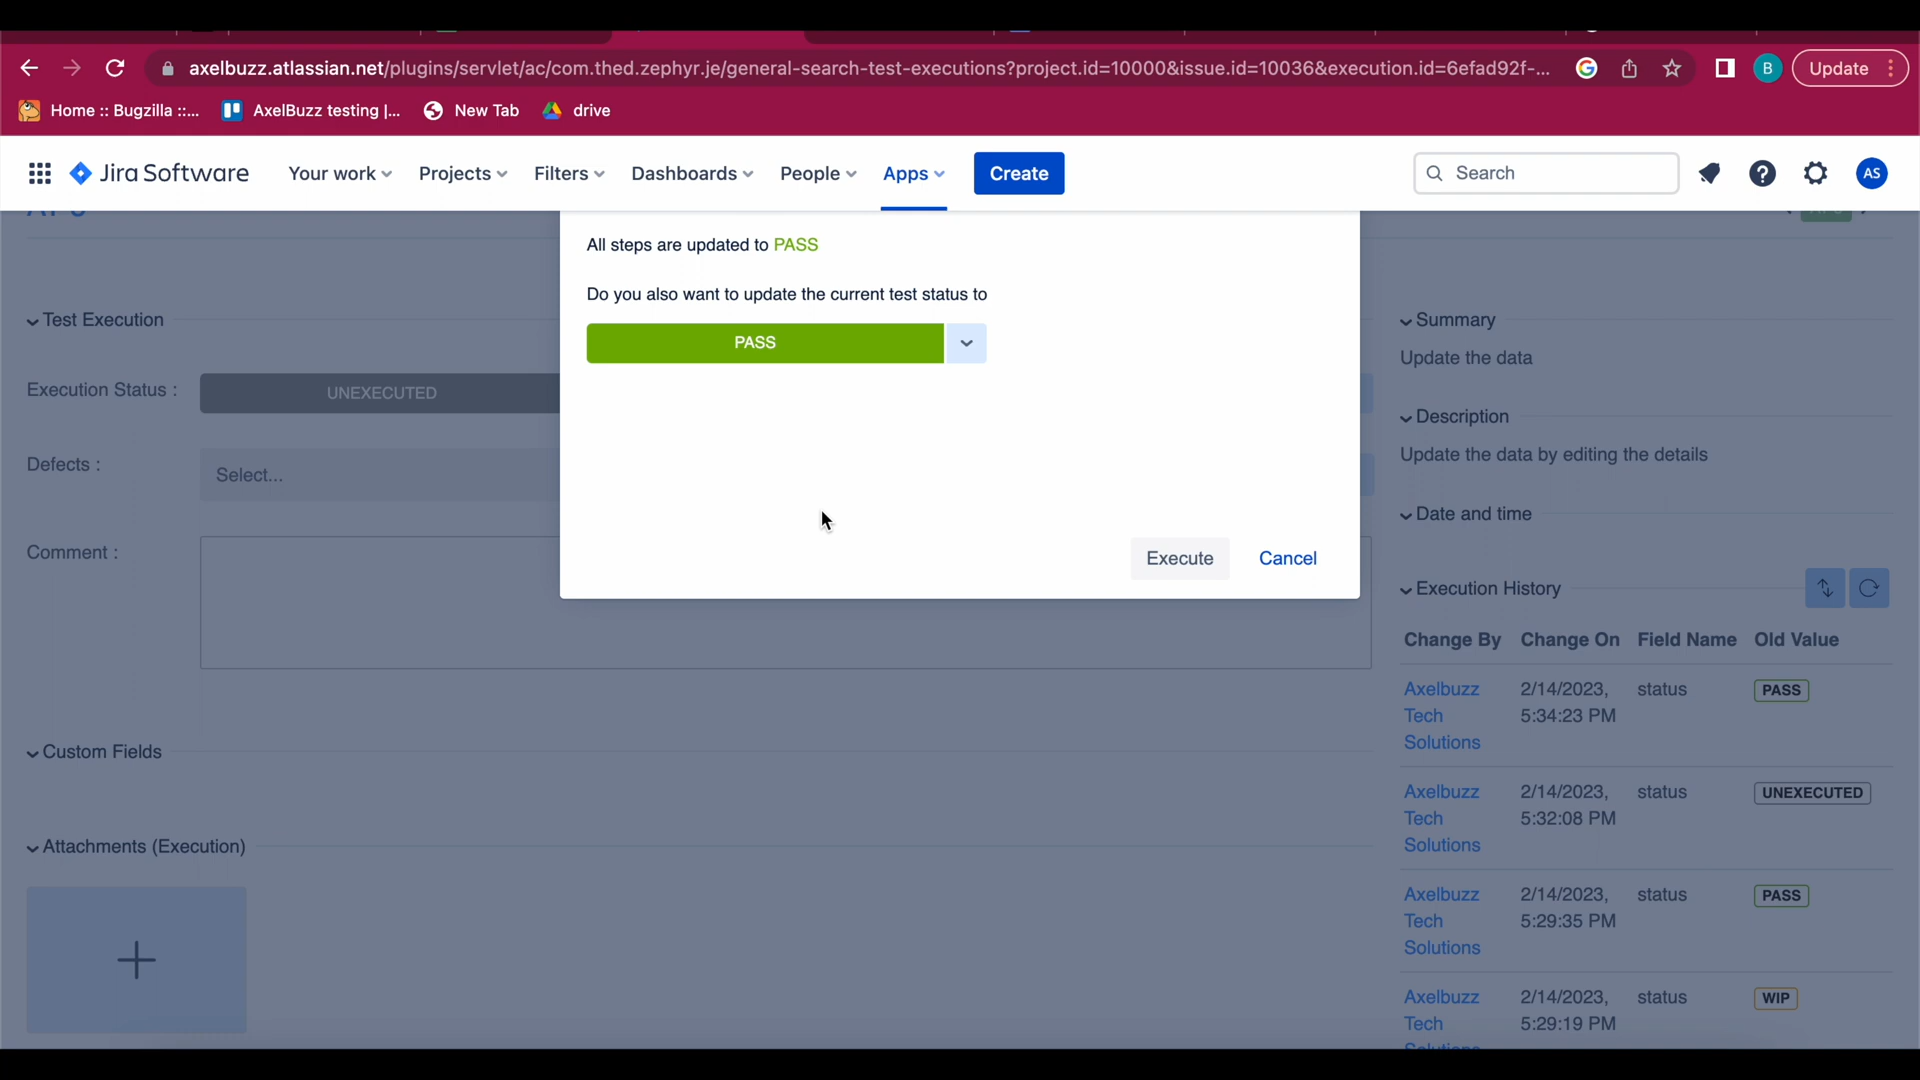 axelbuzz.atlassian.net/plugins/servlet/ac/com.thed.zephyr.je/general-search-test-executions?project.id=10000&issue.id=10036&execution.id=6efad92f-...
B
Update
Home :: Bugzilla ::...
AxelBuzz testing |...
New Tab
drive
Jira Software
Your work
Projects
Filters
Dashboards
People
Apps
Create
Search
AS
All steps are updated to PASS
Do you also want to update the current test status to
PASS
Execute
Cancel
Test Execution
Execution Status :
UNEXECUTED
Defects :
Select...
Comment :
Custom Fields
Attachments (Execution)
Summary
Update the data
Description
Update the data by editing the details
Date and time
Execution History
Change By Change On Field Name Old Value
Axelbuzz 2/14/2023, status PASS
Tech 5:34:23 PM
Solutions
Axelbuzz 2/14/2023, status UNEXECUTED
Tech 5:32:08 PM
Solutions
Axelbuzz 2/14/2023, status PASS
Tech 5:29:35 PM
Solutions
Axelbuzz 2/14/2023, status WIP
Tech 5:29:19 PM